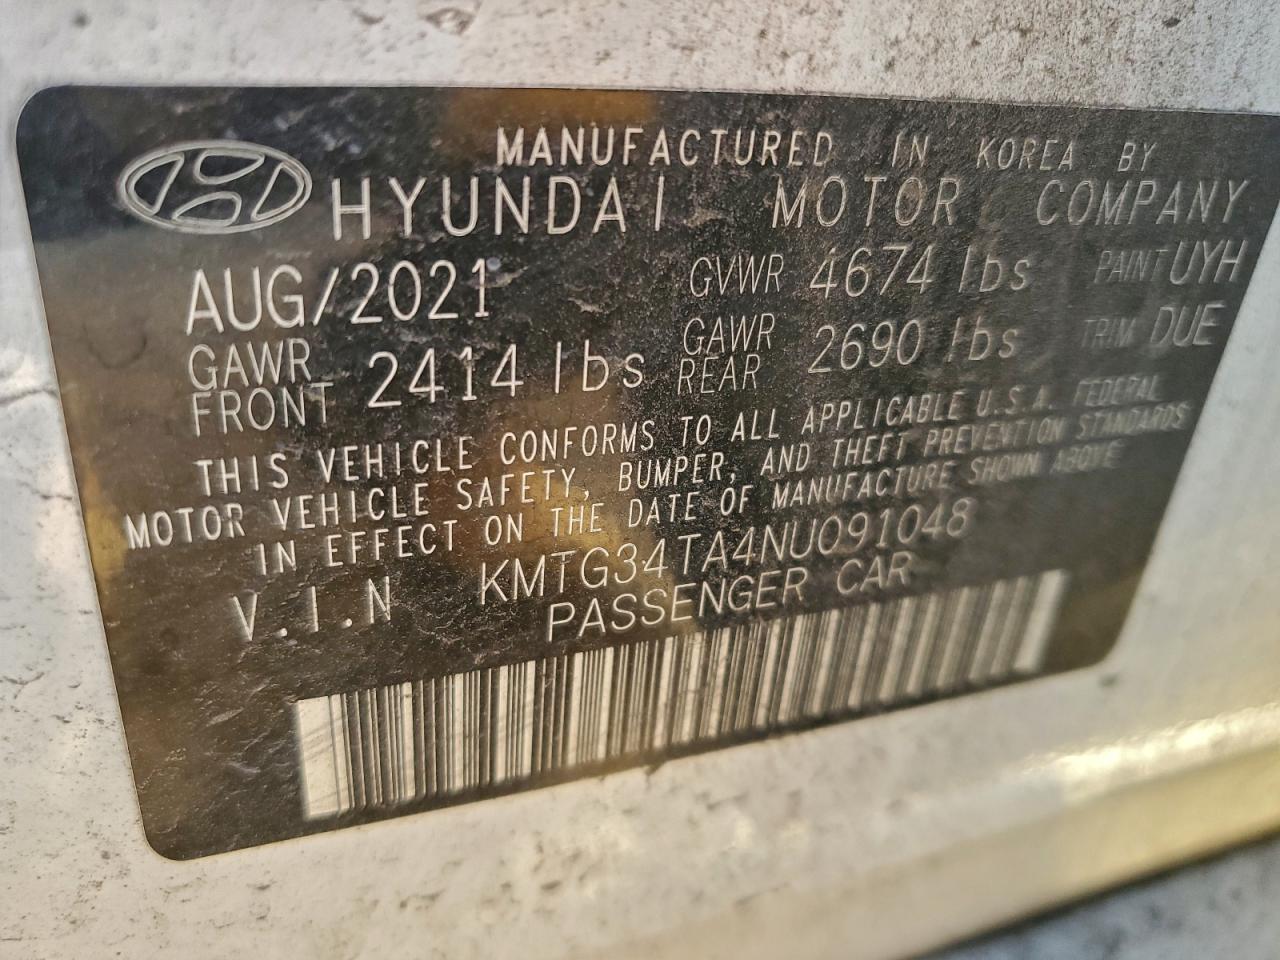 MANUFACTURED IN KOREA BY
HYUNDAI MOTOR COMPANY
AUG/2021 GVWR 4674 lbs PAINT UYH
GAWR FRONT 2414 lbs GAWR REAR 2690 lbs TRIM DUE
THIS VEHICLE CONFORMS TO ALL APPLICABLE U.S.A. FEDERAL
MOTOR VEHICLE SAFETY, BUMPER, AND THEFT PREVENTION STANDARDS
IN EFFECT ON THE DATE OF MANUFACTURE SHOWN ABOVE
V.I.N KMTG34TA4NU091048
PASSENGER CAR